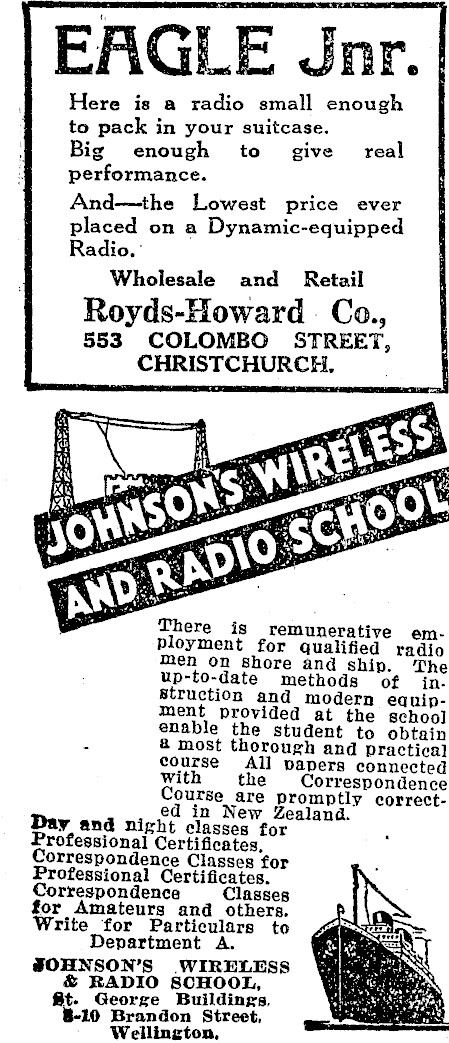 EAGLE Jnr.
Here is a radio small enough
to pack in your suitcase.
Big enough to give real
performance.
And—the Lowest price ever
placed on a Dynamic-equipped
Radio.
Wholesale and Retail
Royds-Howard Co.,
553 COLOMBO STREET,
CHRISTCHURCH.
JOHNSON'S WIRELESS
AND RADIO SCHOOL
There is remunerative em-
ployment for qualified radio
men on shore and ship. The
up-to-date methods of in-
struction and modern equip-
ment provided at the school
enable the student to obtain
a most thorough and practical
course All papers connected
with the Correspondence
Course are promptly correct-
ed in New Zealand.
Day and night classes for
Professional Certificates.
Correspondence Classes for
Professional Certificates.
Correspondence Classes
for Amateurs and others.
Write for Particulars to
Department A.
JOHNSON'S WIRELESS
& RADIO SCHOOL,
St. George Buildings,
8-10 Brandon Street,
Wellington.